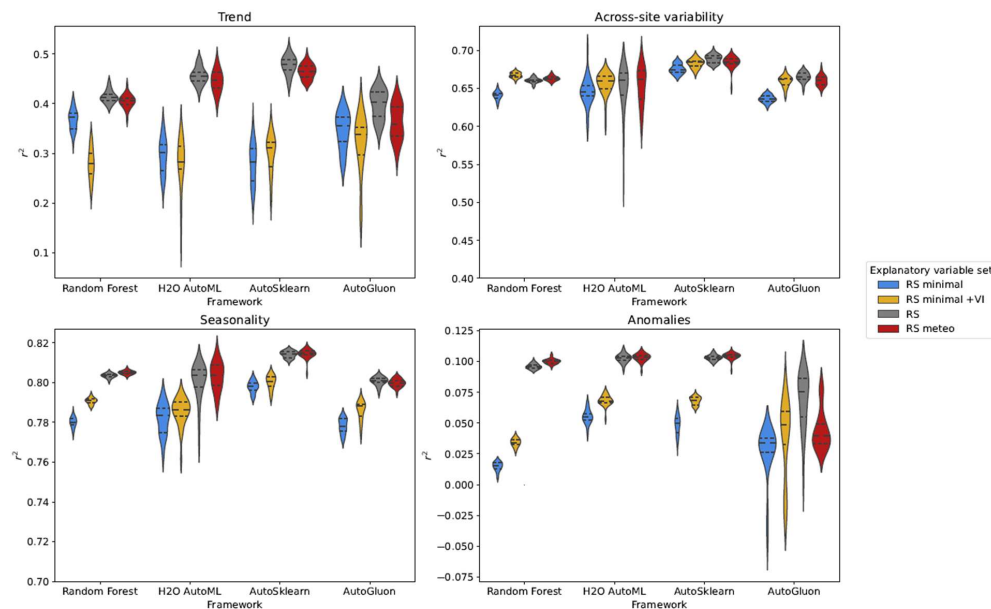 Trend
0.5
0.4
0.3
0.2
0.1
r²
Random Forest H2O AutoML AutoSklearn AutoGluon
Framework
Across-site variability
0.70
0.65
0.60
0.55
0.50
0.45
0.40
r²
Random Forest H2O AutoML AutoSklearn AutoGluon
Framework
Explanatory variable set
RS minimal
RS minimal +VI
RS
RS meteo
Seasonality
0.82
0.80
0.78
0.76
0.74
0.72
0.70
r²
Random Forest H2O AutoML AutoSklearn AutoGluon
Framework
Anomalies
0.125
0.100
0.075
0.050
0.025
0.000
−0.025
−0.050
−0.075
r²
Random Forest H2O AutoML AutoSklearn AutoGluon
Framework